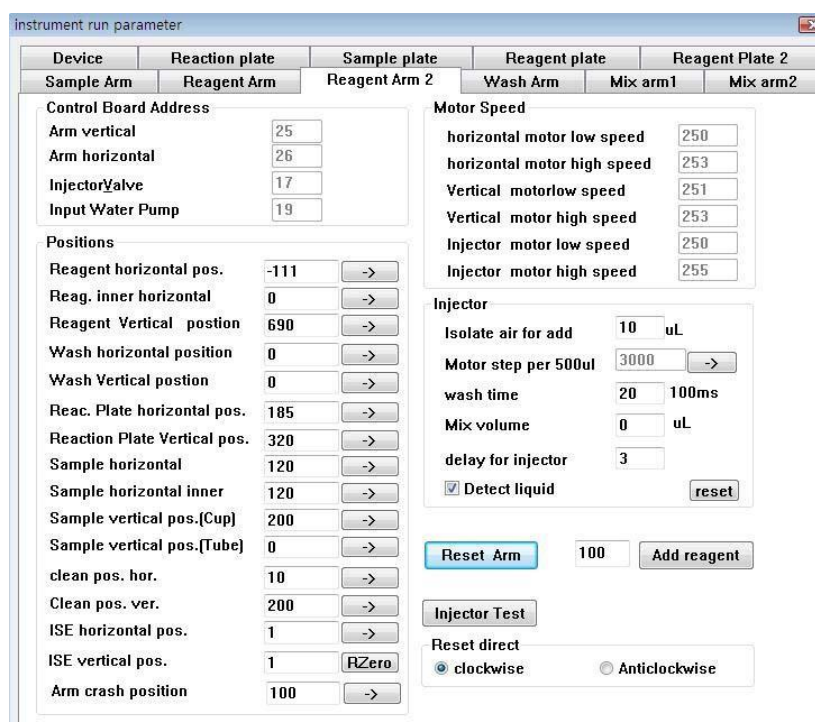 instrument run parameter
Device Reaction plate Sample plate Reagent plate Reagent Plate 2
Sample Arm Reagent Arm Reagent Arm 2 Wash Arm Mix arm1 Mix arm2
Control Board Address
Arm vertical 25
Arm horizontal 26
InjectorValve 17
Input Water Pump 19
Positions
Reagent horizontal pos. -111 ->
Reag. inner horizontal 0 ->
Reagent Vertical postion 690 ->
Wash horizontal position 0 ->
Wash Vertical postion 0 ->
Reac. Plate horizontal pos. 185 ->
Reaction Plate Vertical pos. 320 ->
Sample horizontal 120 ->
Sample horizontal inner 120 ->
Sample vertical pos.(Cup) 200 ->
Sample vertical pos.(Tube) 0 ->
clean pos. hor. 10 ->
Clean pos. ver. 200 ->
ISE horizontal pos. 1 ->
ISE vertical pos. 1 RZero
Arm crash position 100 ->
Motor Speed
horizontal motor low speed 250
horizontal motor high speed 253
Vertical motorlow speed 251
Vertical motor high speed 253
Injector motor low speed 250
Injector motor high speed 255
Injector
Isolate air for add 10 uL
Motor step per 500ul 3000 ->
wash time 20 100ms
Mix volume 0 uL
delay for injector 3
Detect liquid reset
Reset Arm 100 Add reagent
Injector Test
Reset direct
clockwise Anticlockwise